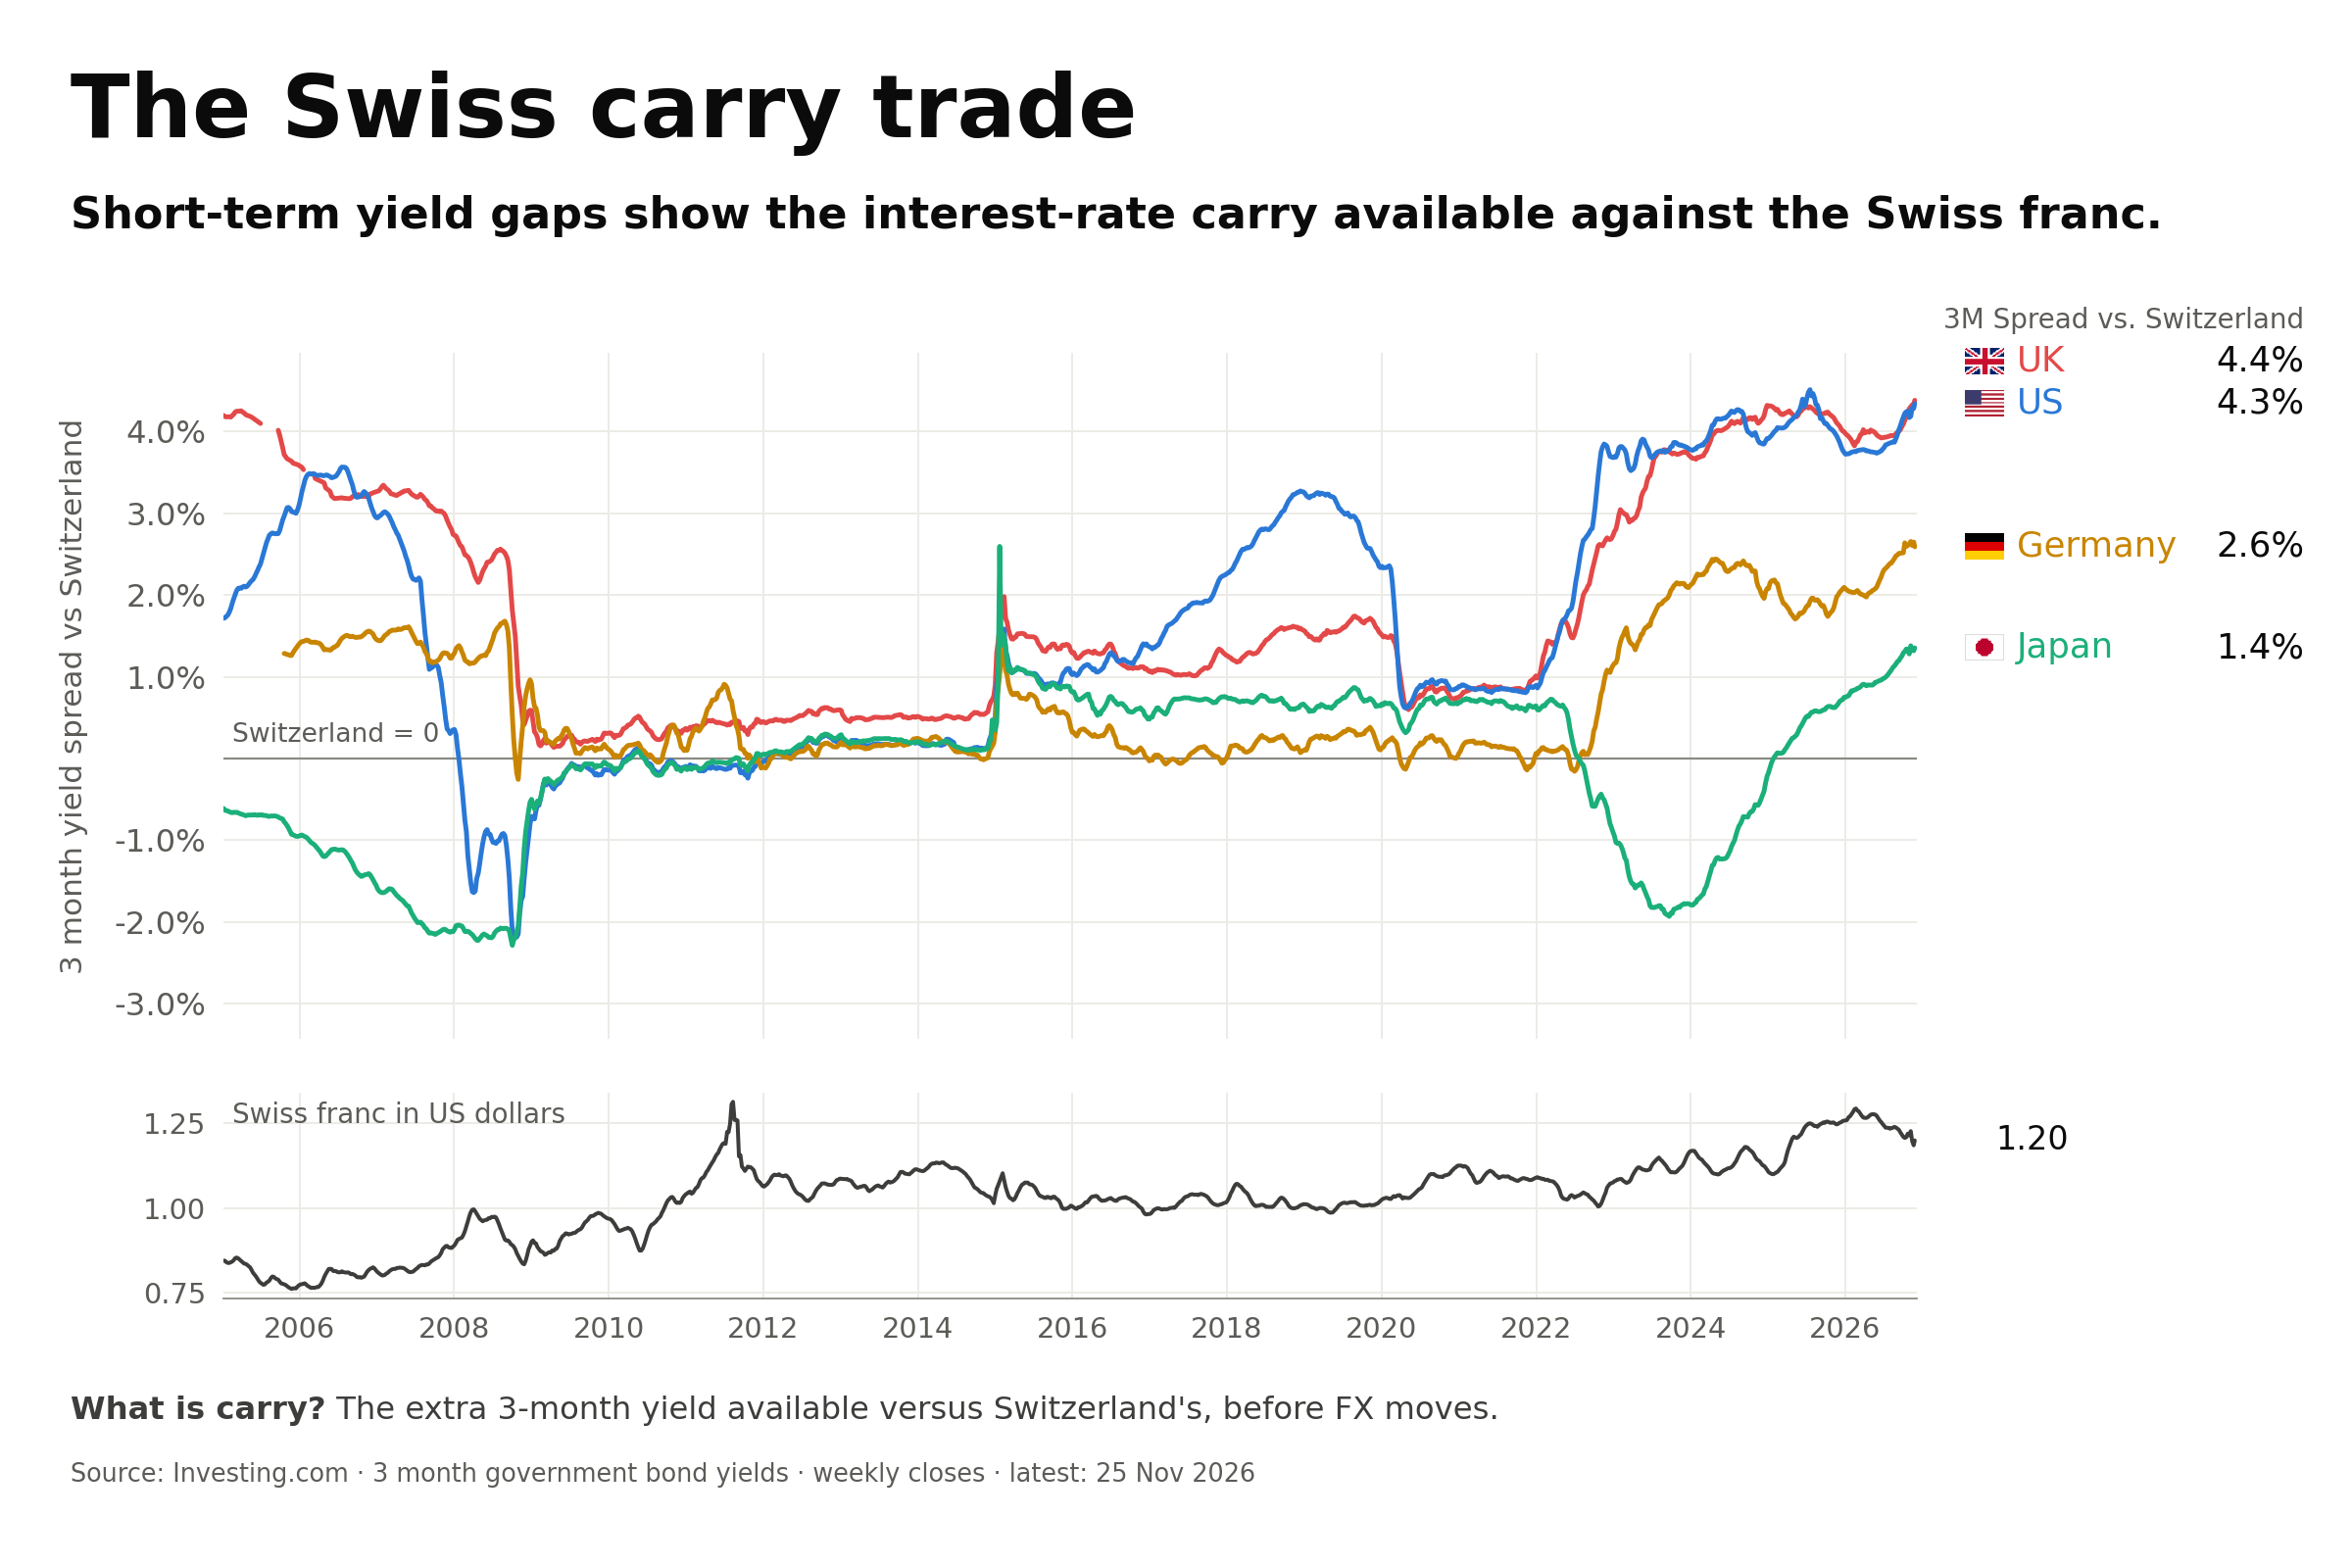 The Swiss carry trade
Short-term yield gaps show the interest-rate carry available against the Swiss franc.
3M Spread vs. Switzerland
UK 4.4%
US 4.3%
Germany 2.6%
Japan 1.4%
3 month yield spread vs Switzerland
4.0%
3.0%
2.0%
1.0%
Switzerland = 0
-1.0%
-2.0%
-3.0%
Swiss franc in US dollars
1.25
1.00
0.75
1.20
2006 2008 2010 2012 2014 2016 2018 2020 2022 2024 2026
What is carry? The extra 3-month yield available versus Switzerland's, before FX moves.
Source: Investing.com · 3 month government bond yields · weekly closes · latest: 25 Nov 2026